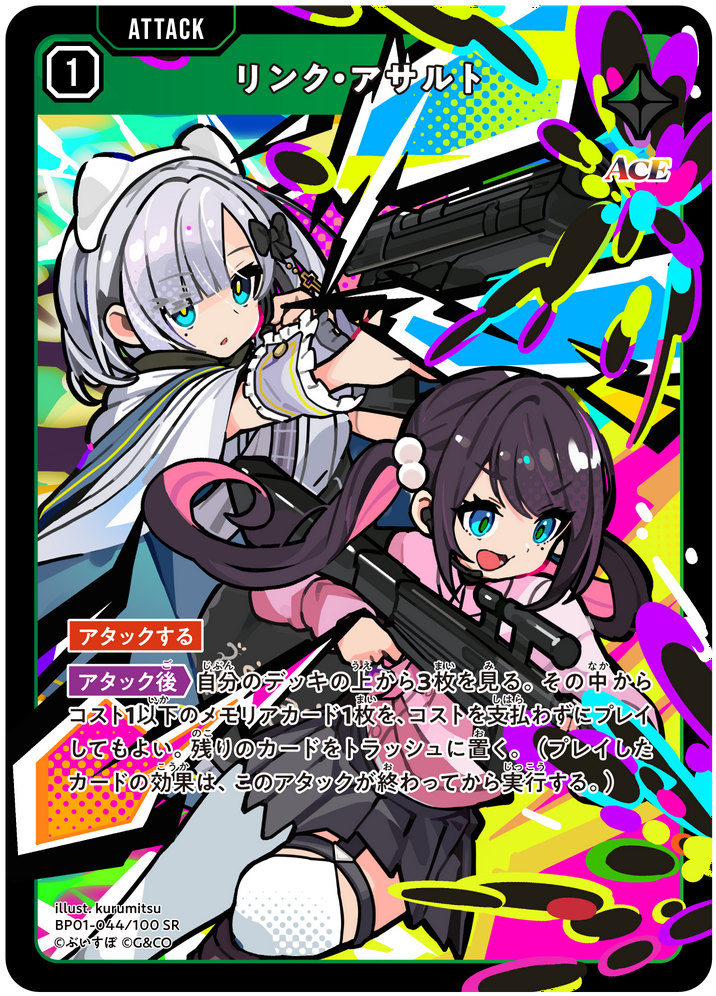 ATTACK
1
リンク・アサルト
ACE
アタックする
アタック後 自分のデッキの上から3枚を見る。その中から
コスト1以下のメモリアカード1枚を、コストを支払わずにプレイ
してもよい。残りのカードをトラッシュに置く。（プレイした
カードの効果は、このアタックが終わってから実行する。）
illust. kurumitsu
BP01-044/100 SR
©ぶいすぽ ©G&CO